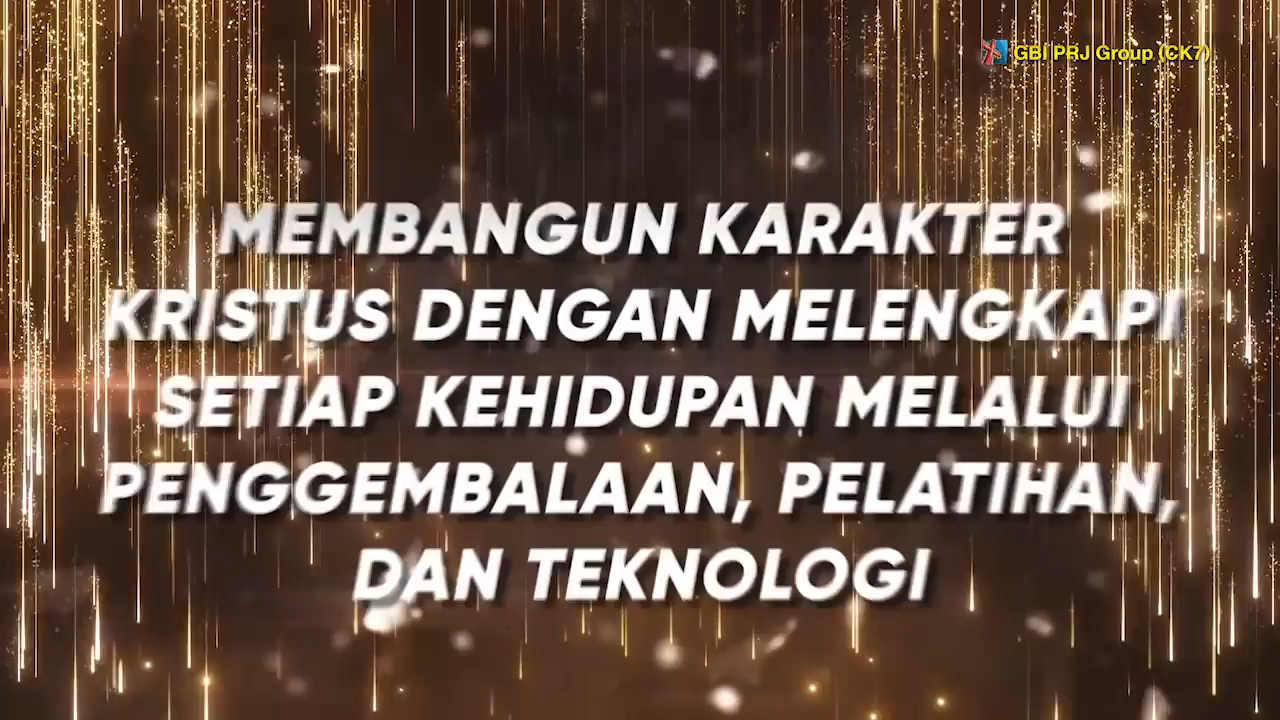 GBI PRJ Group (CK7)
MEMBANGUN KARAKTER
KRISTUS DENGAN MELENGKAPI
SETIAP KEHIDUPAN MELALUI
PENGGEMBALAAN, PELATIHAN,
DAN TEKNOLOGI